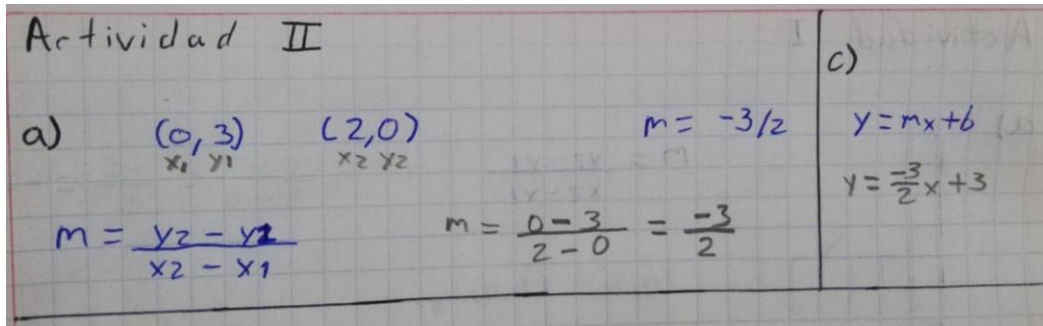 Actividad II
a) (0, 3) (2,0) m = -3/2
x1 y1 x2 y2
m = y2 - y1 / x2 - x1
m = 0 - 3 / 2 - 0 = -3 / 2
c)
y = mx + b
y = -3/2 x + 3